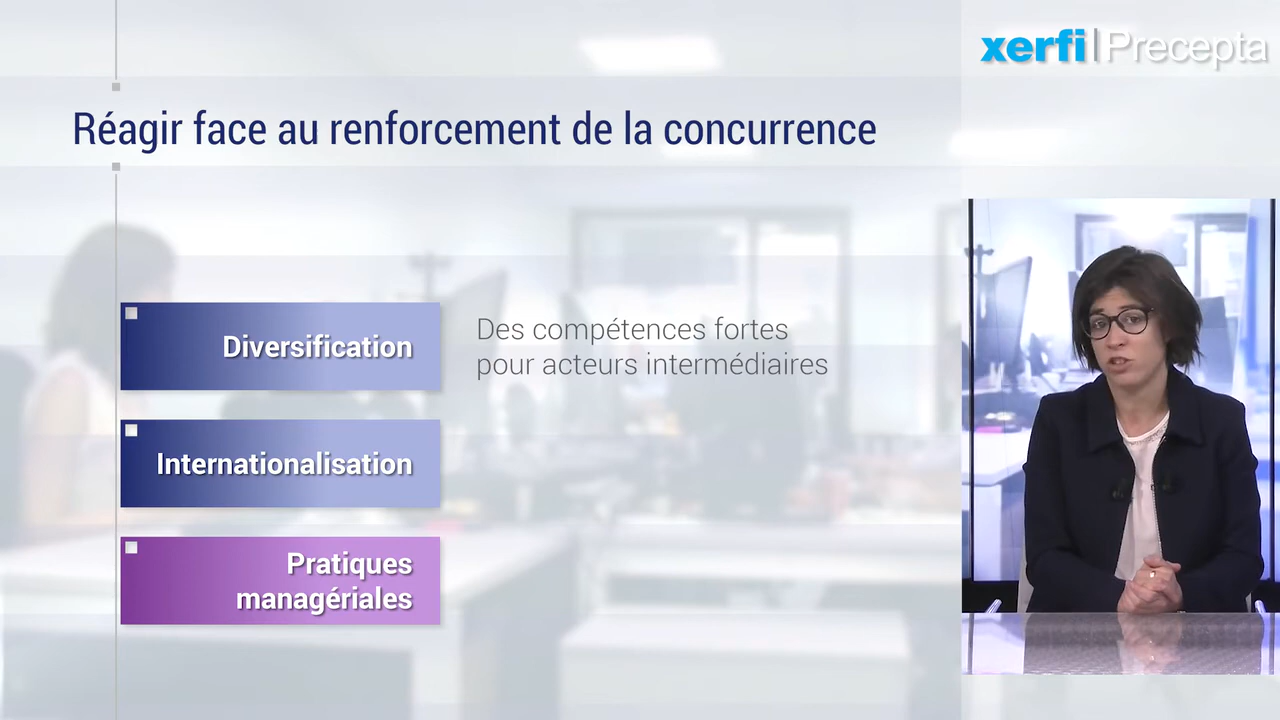 xerfi|Precepta
Réagir face au renforcement de la concurrence
Diversification
Des compétences fortes
pour acteurs intermédiaires
Internationalisation
Pratiques
managériales